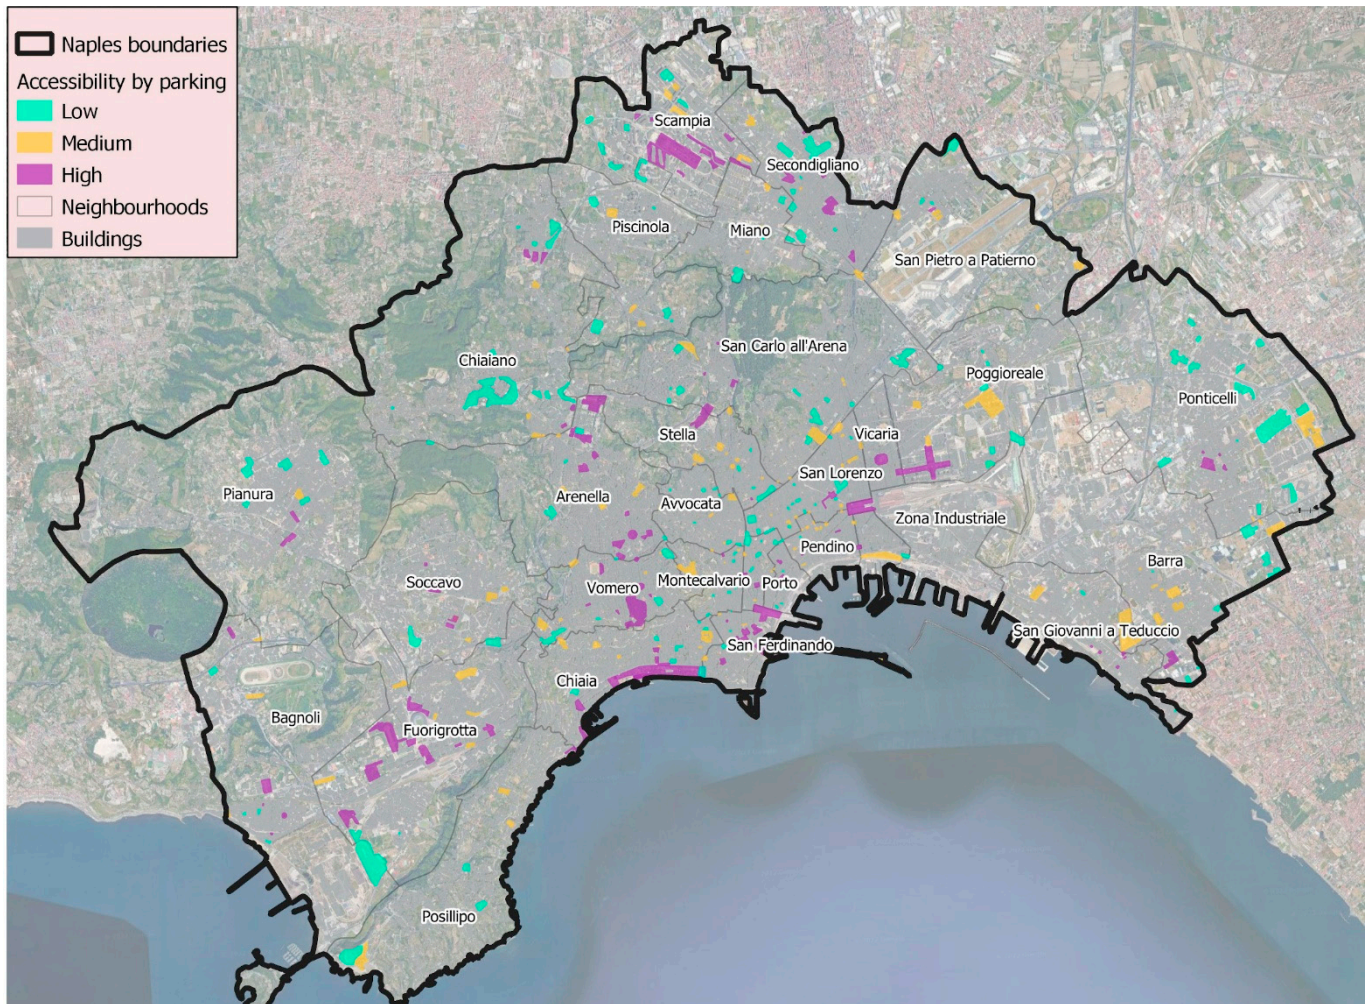 Naples boundaries
Accessibility by parking
Low
Medium
High
Neighbourhoods
Buildings
Scampia
Secondigliano
Piscinola
Miano
San Pietro a Patierno
Chiaiano
San Carlo all'Arena
Poggioreale
Ponticelli
Stella
Vicaria
San Lorenzo
Pianura
Arenella
Avvocata
Zona Industriale
Pendino
Barra
Soccavo
Vomero
Montecalvario
Porto
San Giovanni a Teduccio
San Ferdinando
Chiaia
Bagnoli
Fuorigrotta
Posillipo